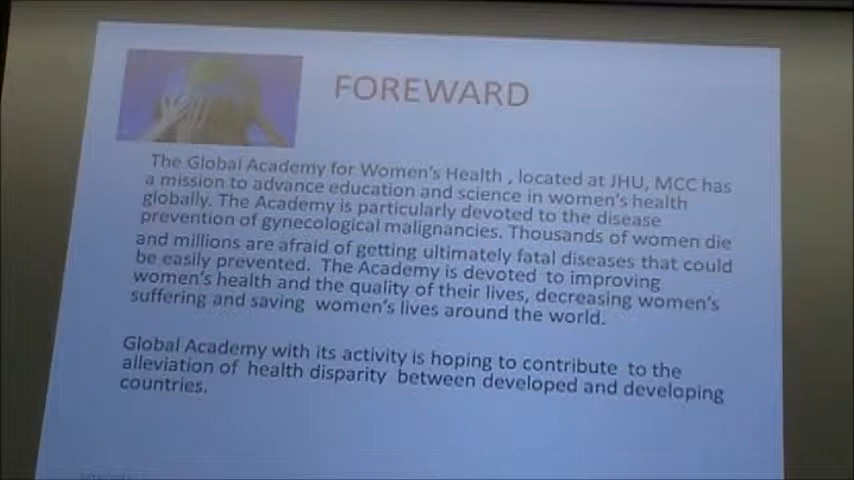 FOREWARD
The Global Academy for Women's Health , located at JHU, MCC has
a mission to advance education and science in women's health
globally. The Academy is particularly devoted to the disease
prevention of gynecological malignancies. Thousands of women die
and millions are afraid of getting ultimately fatal diseases that could
be easily prevented. The Academy is devoted to improving
women's health and the quality of their lives, decreasing women's
suffering and saving women's lives around the world.
Global Academy with its activity is hoping to contribute to the
alleviation of health disparity between developed and developing
countries.